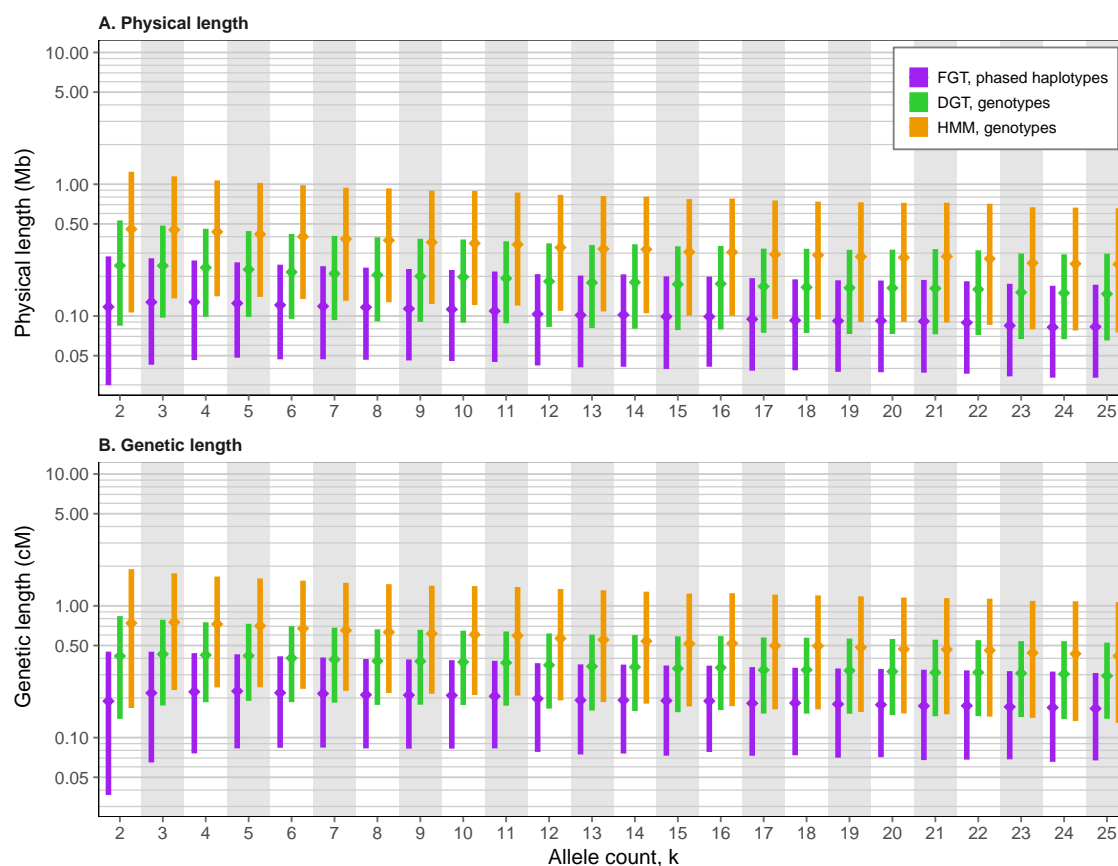 A. Physical length
10.00
5.00
1.00
0.50
0.10
0.05
Physical length (Mb)
FGT, phased haplotypes
DGT, genotypes
HMM, genotypes
2 3 4 5 6 7 8 9 10 11 12 13 14 15 16 17 18 19 20 21 22 23 24 25
B. Genetic length
10.00
5.00
1.00
0.50
0.10
0.05
Genetic length (cM)
2 3 4 5 6 7 8 9 10 11 12 13 14 15 16 17 18 19 20 21 22 23 24 25
Allele count, k